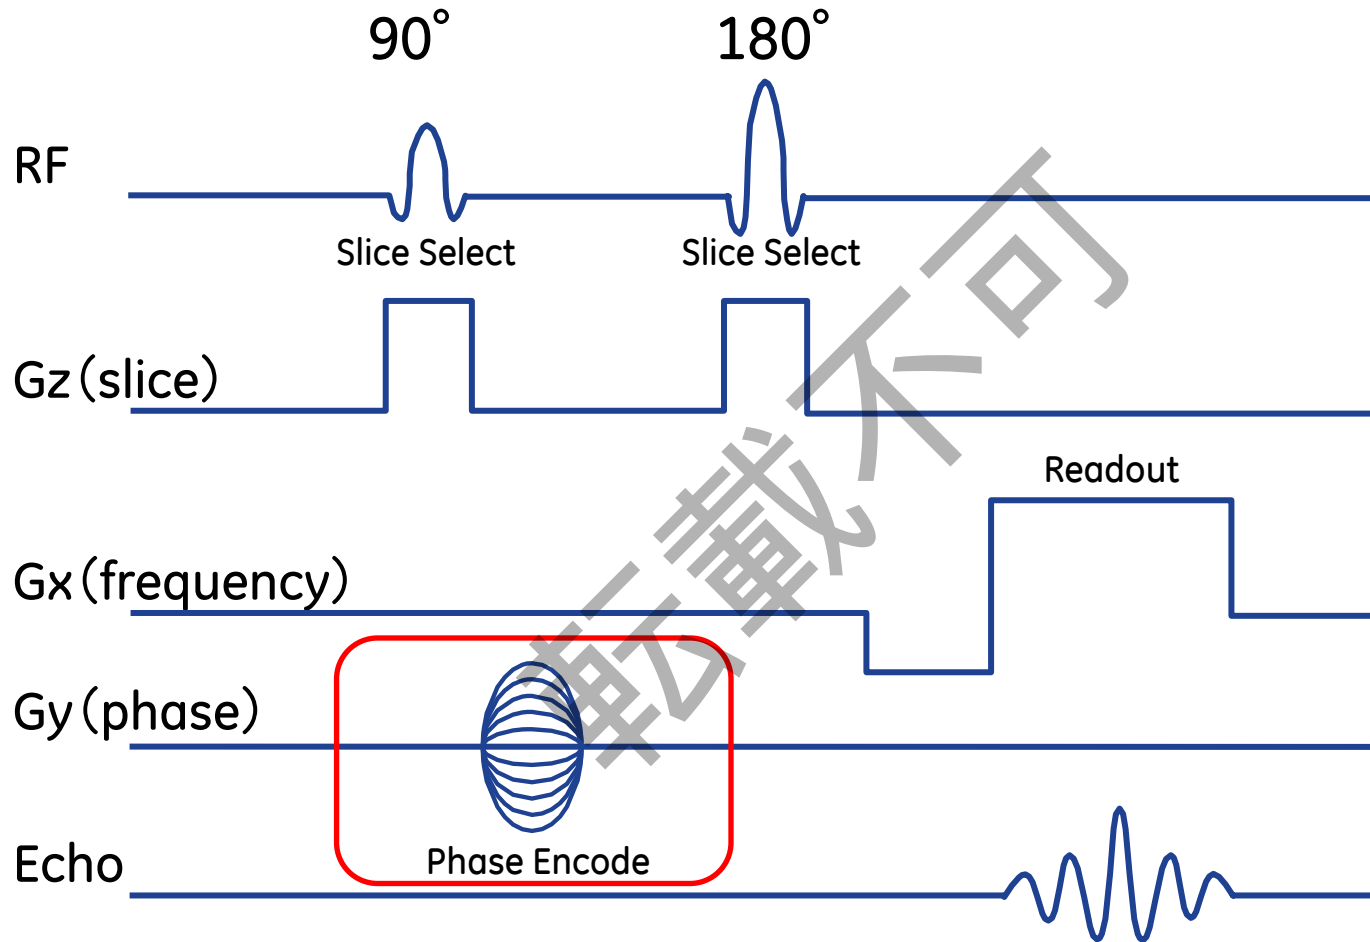 90°
180°
RF
Slice Select
Slice Select
Gz(slice)
Readout
Gx(frequency)
Gy(phase)
Phase Encode
Echo
転載不可